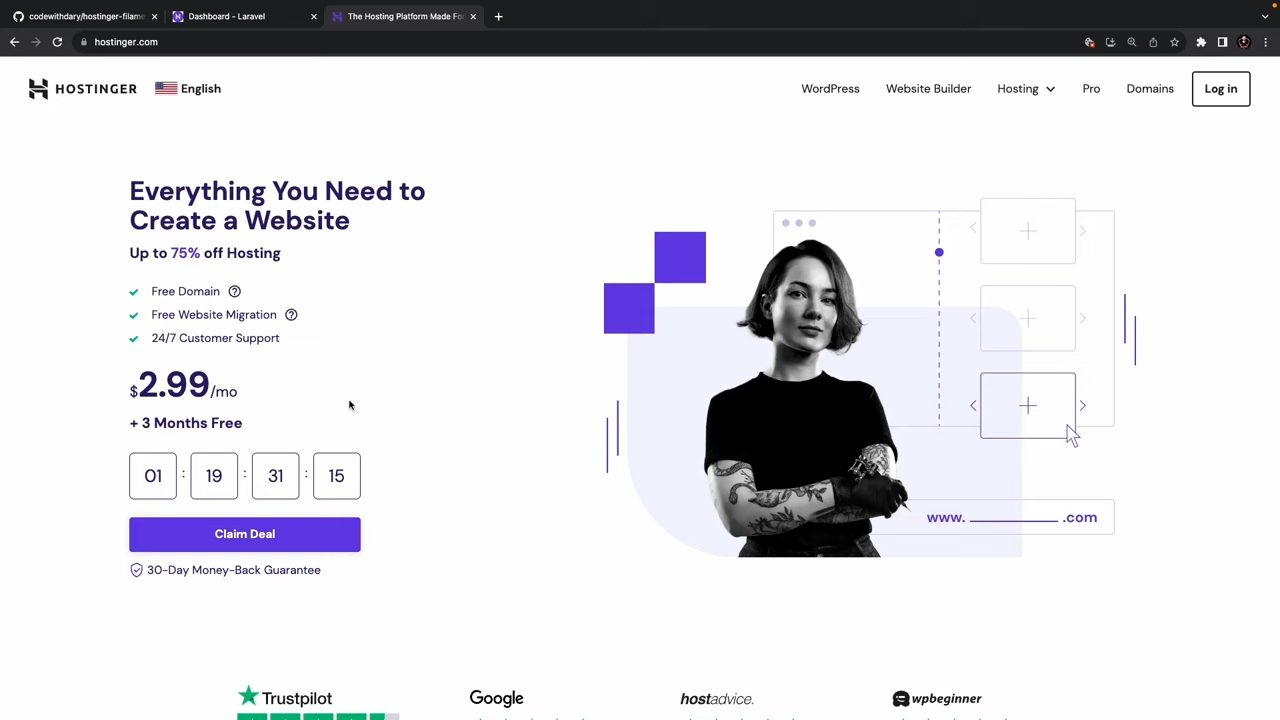 codewithdary/hostinger-filame
Dashboard - Laravel
The Hosting Platform Made Fo
hostinger.com
HOSTINGER
English
WordPress
Website Builder
Hosting
Pro
Domains
Log in
Everything You Need to
Create a Website
Up to 75% off Hosting
Free Domain
Free Website Migration
24/7 Customer Support
$2.99/mo
+ 3 Months Free
01 : 19 : 31 : 15
Claim Deal
30-Day Money-Back Guarantee
www. ________ .com
Trustpilot
Google
hostadvice.
wpbeginner